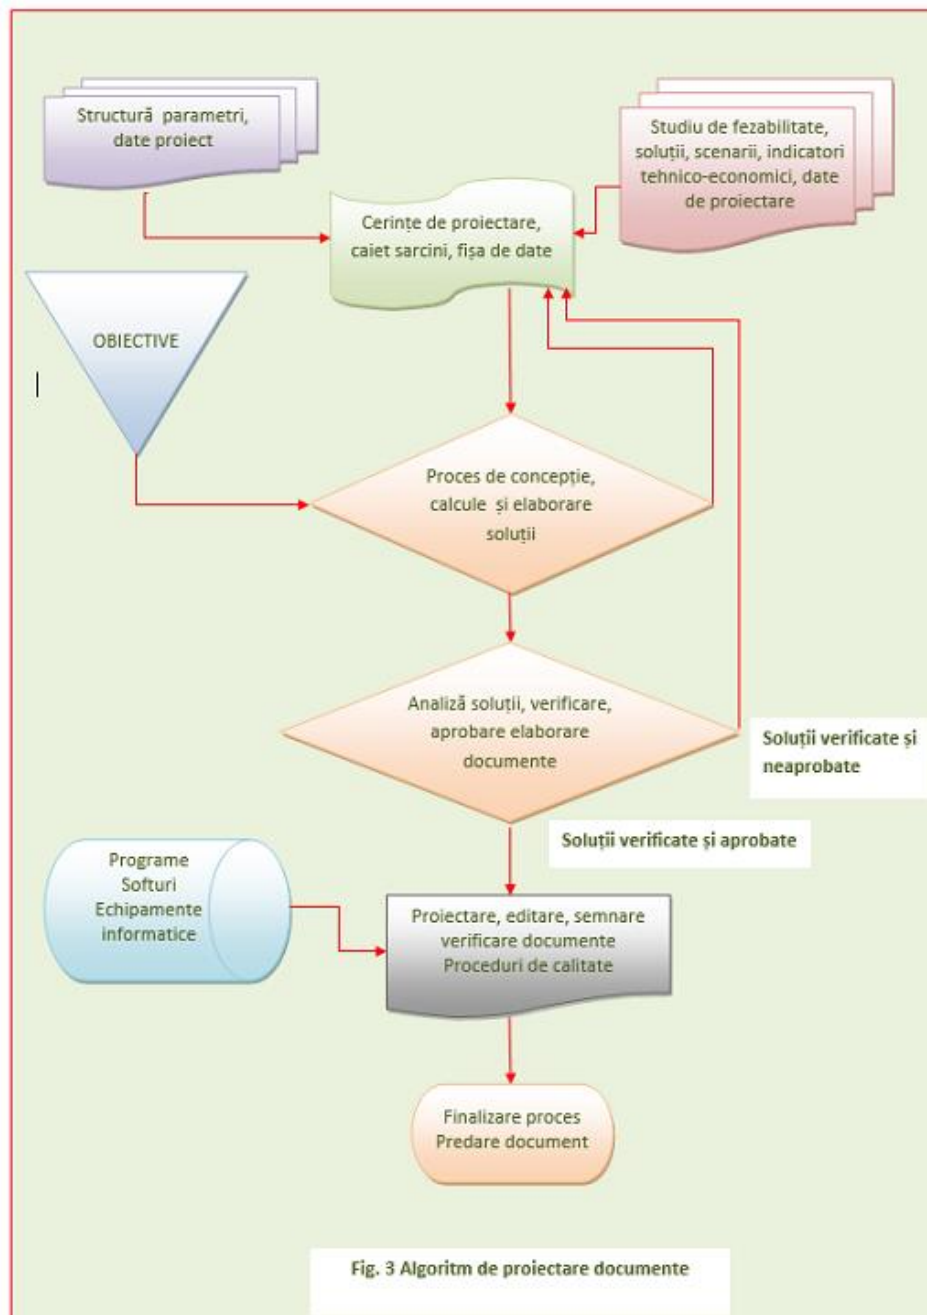 Structură parametri,
date proiect
Studiu de fezabilitate,
soluții, scenarii, indicatori
tehnico-economici, date
de proiectare
Cerințe de proiectare,
caiet sarcini, fișa de date
OBIECTIVE
Proces de concepție,
calcule și elaborare
soluții
Analiză soluții, verificare,
aprobare elaborare
documente
Soluții verificate și
neaprobate
Soluții verificate și aprobate
Programe
Softuri
Echipamente
informatice
Proiectare, editare, semnare
verificare documente
Proceduri de calitate
Finalizare proces
Predare document
Fig. 3 Algoritm de proiectare documente